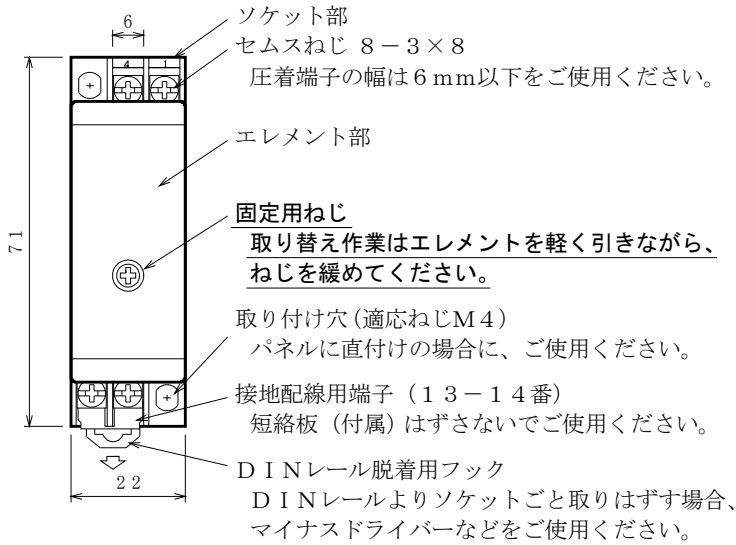 6
ソケット部
セムスねじ 8－3×8
圧着端子の幅は6mm以下をご使用ください。
4 1
エレメント部
71
固定用ねじ
取り替え作業はエレメントを軽く引きながら、
ねじを緩めてください。
取り付け穴(適応ねじM4)
パネルに直付けの場合に、ご使用ください。
接地配線用端子（13－14番）
短絡板（付属）はずさないでご使用ください。
22
DINレール脱着用フック
DINレールよりソケットごと取りはずす場合、
マイナスドライバーなどをご使用ください。